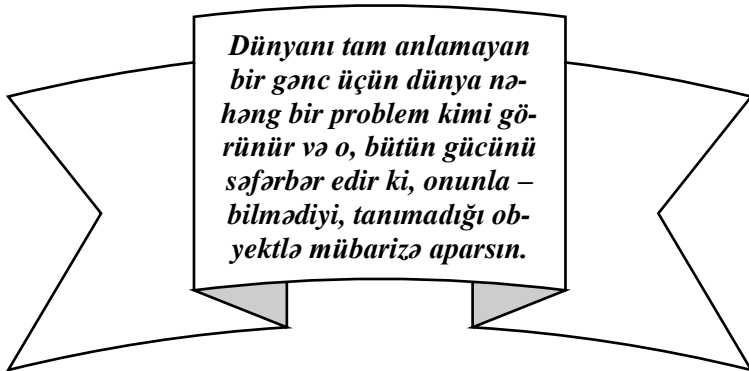 Dünyanı tam anlamayan
bir gənc üçün dünya nə-
həng bir problem kimi gö-
rünür və o, bütün gücünü
səfərbər edir ki, onunla –
bilmədiyi, tanımadığı ob-
yektlə mübarizə aparsın.